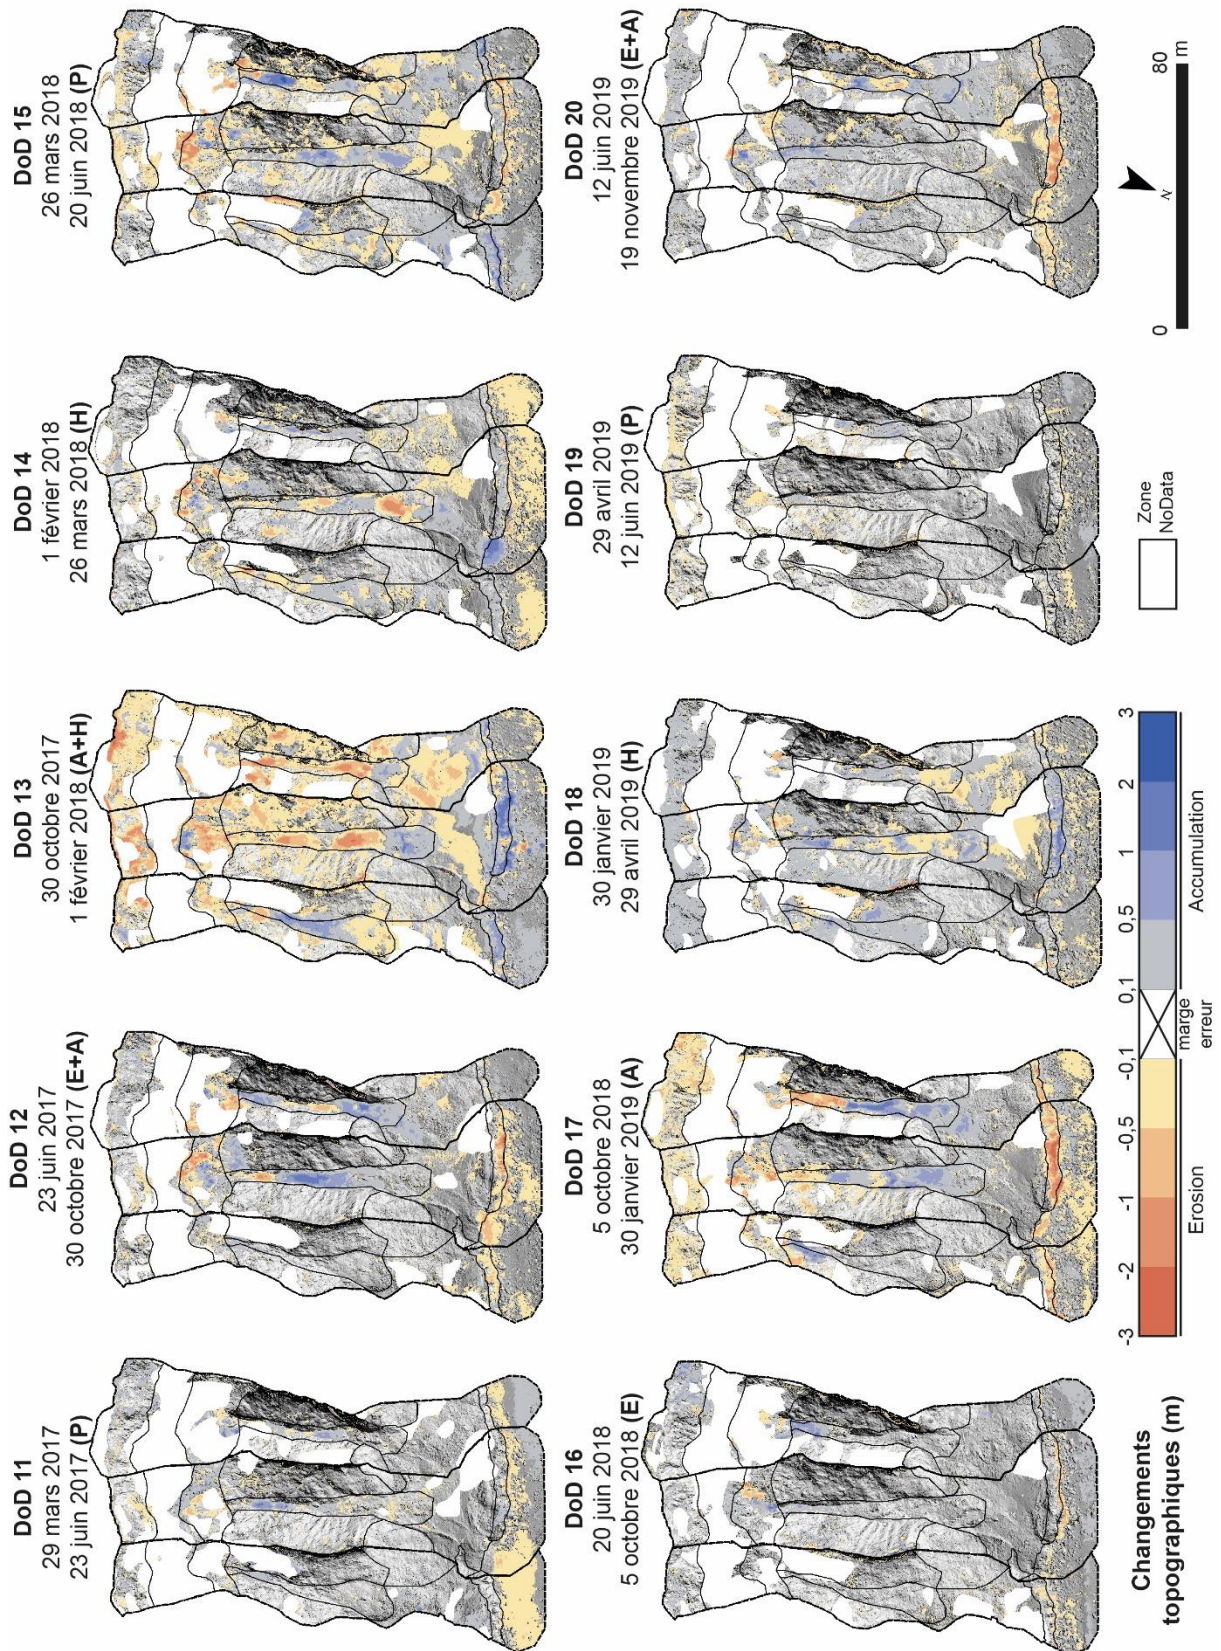 DoD 11
29 mars 2017
23 juin 2017 (P)
DoD 12
23 juin 2017
30 octobre 2017 (E+A)
DoD 13
30 octobre 2017
1 février 2018 (A+H)
DoD 14
1 février 2018
26 mars 2018 (H)
DoD 15
26 mars 2018
20 juin 2018 (P)
DoD 16
20 juin 2018
5 octobre 2018 (E)
DoD 17
5 octobre 2018
30 janvier 2019 (A)
DoD 18
30 janvier 2019
29 avril 2019 (H)
DoD 19
29 avril 2019
12 juin 2019 (P)
DoD 20
12 juin 2019
19 novembre 2019 (E+A)
Changements
topographiques (m)
-3 -2 -1 -0,5 -0,1 0,1 0,5 1 2 3
Erosion
marge
erreur
Accumulation
Zone
NoData
N
0 80
m